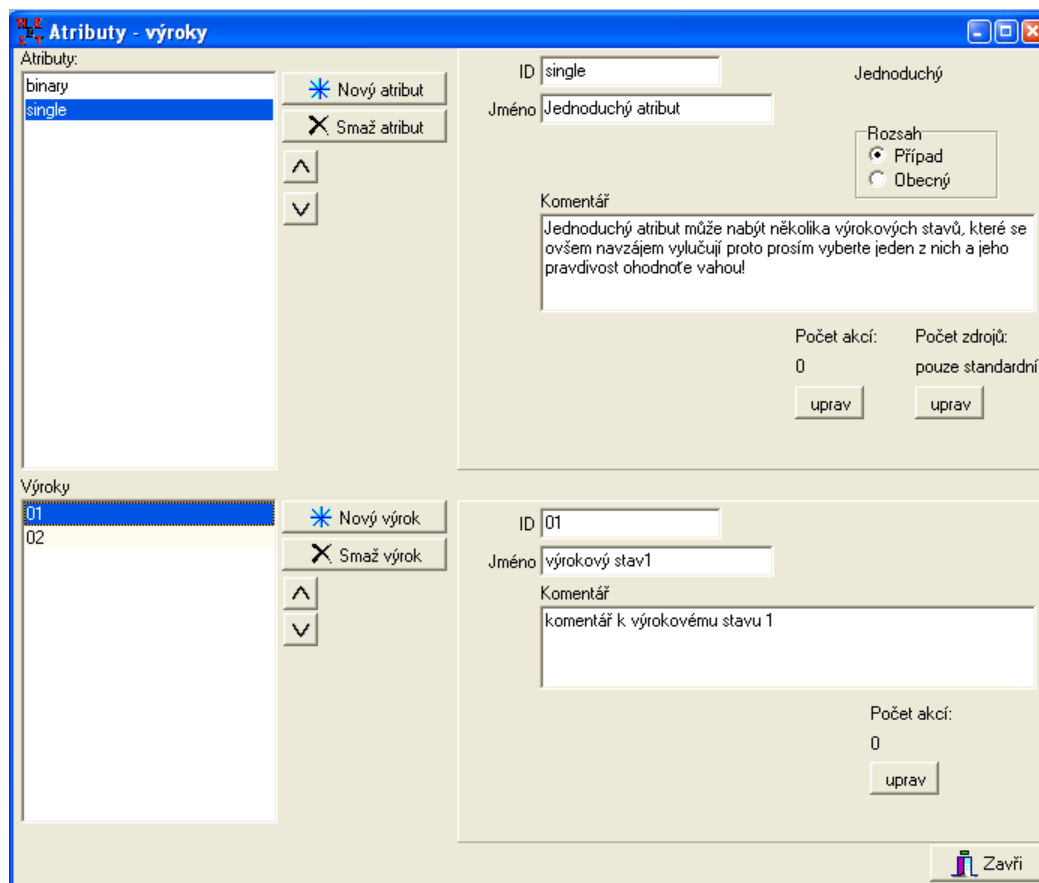 Atributy - výroky
Atributy:
binary
single
Nový atribut
Smaž atribut
ID single
Jednoduchý
Jméno Jednoduchý atribut
Rozsah
Případ
Obecný
Komentář
Jednoduchý atribut může nabýt několika výrokových stavů, které se
ovšem navzájem vylučují proto prosím vyberte jeden z nich a jeho
pravdivost ohodnoťe vahou!
Počet akcí: Počet zdrojů:
0 pouze standardní
uprav uprav
Výroky
01
02
Nový výrok
Smaž výrok
ID 01
Jméno výrokový stav1
Komentář
komentář k výrokovému stavu 1
Počet akcí:
0
uprav
Zavři